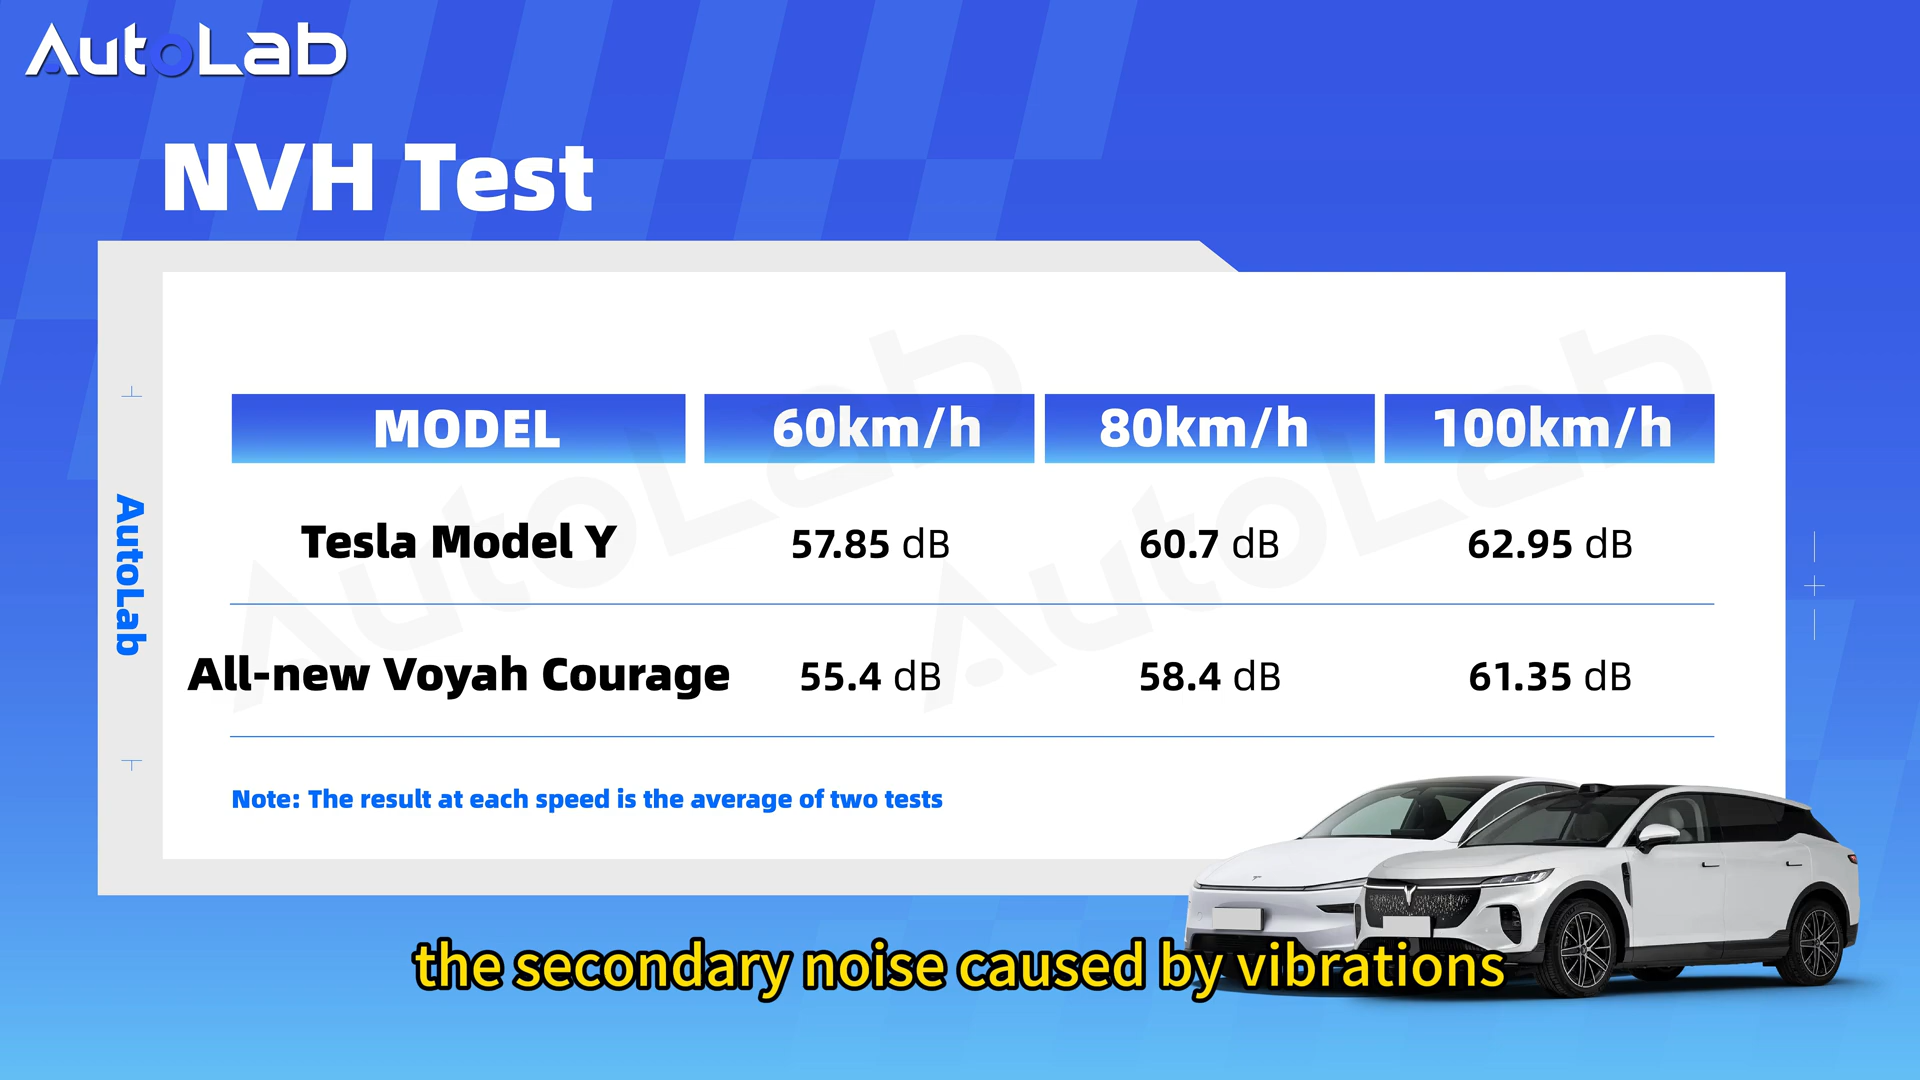 AutoLab
NVH Test
MODEL 60km/h 80km/h 100km/h
Tesla Model Y 57.85 dB 60.7 dB 62.95 dB
All-new Voyah Courage 55.4 dB 58.4 dB 61.35 dB
Note: The result at each speed is the average of two tests
AutoLab
AutoLab
AutoLab
the secondary noise caused by vibrations